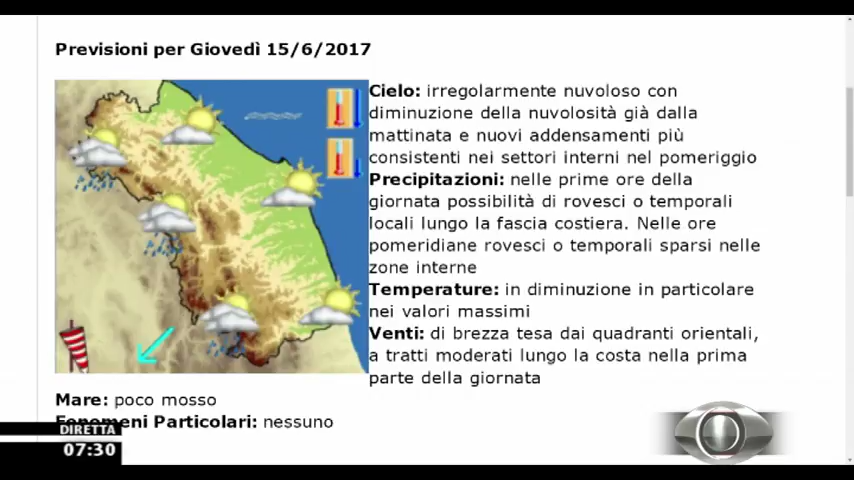 Previsioni per Giovedì 15/6/2017
Cielo: irregolarmente nuvoloso con
diminuzione della nuvolosità già dalla
mattinata e nuovi addensamenti più
consistenti nei settori interni nel pomeriggio
Precipitazioni: nelle prime ore della
giornata possibilità di rovesci o temporali
locali lungo la fascia costiera. Nelle ore
pomeridiane rovesci o temporali sparsi nelle
zone interne
Temperature: in diminuzione in particolare
nei valori massimi
Venti: di brezza tesa dai quadranti orientali,
a tratti moderati lungo la costa nella prima
parte della giornata
Mare: poco mosso
Fenomeni Particolari: nessuno
DIRETTA
07:30